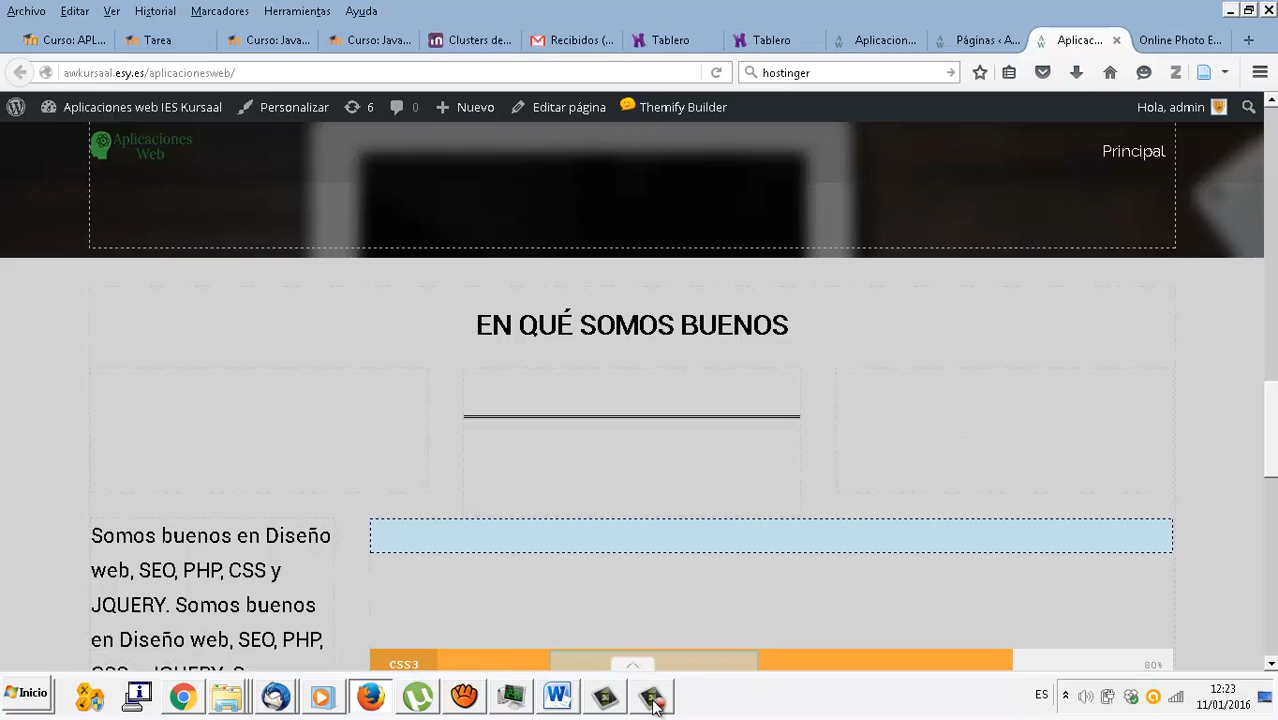 Archivo Editar Ver Historial Marcadores Herramientas Ayuda
Curso: APL... Tarea Curso: Java... Curso: Java... Clusters de... Recibidos (... Tablero Tablero Aplicacion... Páginas ‹ A... Aplicac... Online Photo E...
awkursaal.esy.es/aplicacionesweb/ hostinger
Aplicaciones web IES Kursaal Personalizar 6 0 Nuevo Editar página Themify Builder Hola, admin
Aplicaciones
Web
Principal
EN QUÉ SOMOS BUENOS
Somos buenos en Diseño
web, SEO, PHP, CSS y
JQUERY. Somos buenos
en Diseño web, SEO, PHP,
CSS3 80%
Inicio ES 12:23
11/01/2016